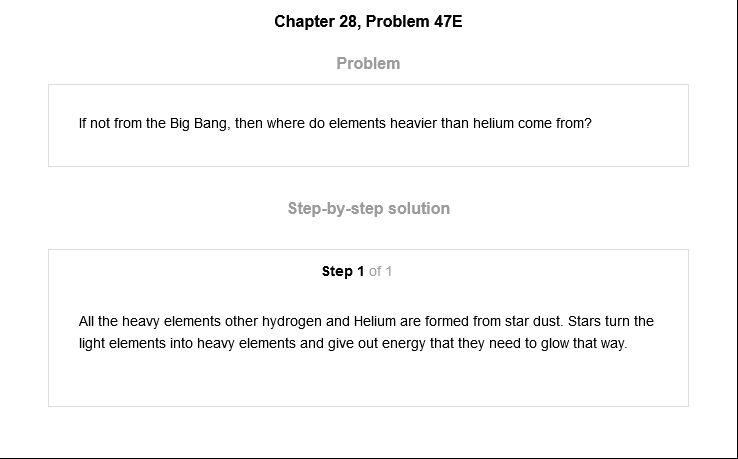 Chapter 28, Problem 47E
Problem
If not from the Big Bang, then where do elements heavier than helium come from?
Step-by-step solution
Step 1 of 1
All the heavy elements other hydrogen and Helium are formed from star dust. Stars turn the
light elements into heavy elements and give out energy that they need to glow that way.